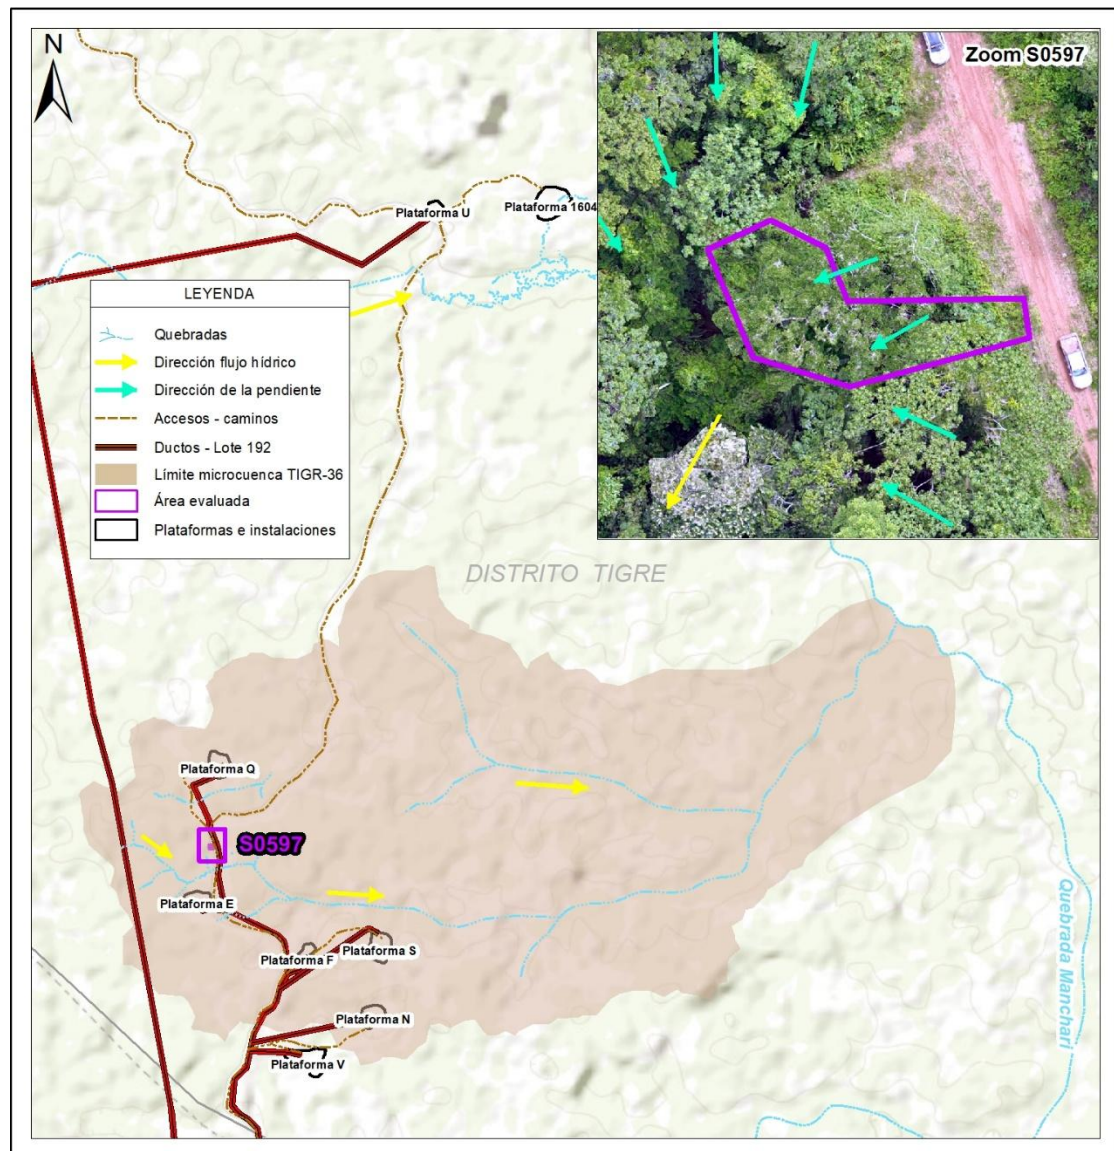 N
Zoom S0597
Plataforma U
Plataforma 1604
LEYENDA
Quebradas
Dirección flujo hídrico
Dirección de la pendiente
Accesos - caminos
Ductos - Lote 192
Límite microcuenca TIGR-36
Área evaluada
Plataformas e instalaciones
DISTRITO TIGRE
Plataforma Q
S0597
Plataforma E
Plataforma S
Plataforma F
Plataforma N
Plataforma V
Quebrada Manchari